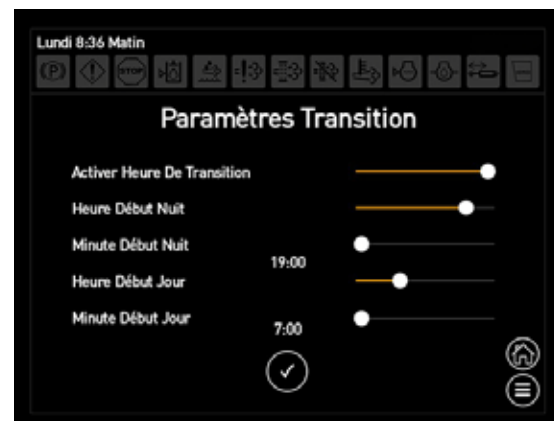 Lundi 8:36 Matin
(P) STOP
Paramètres Transition
Activer Heure De Transition
Heure Début Nuit
Minute Début Nuit
19:00
Heure Début Jour
Minute Début Jour
7:00